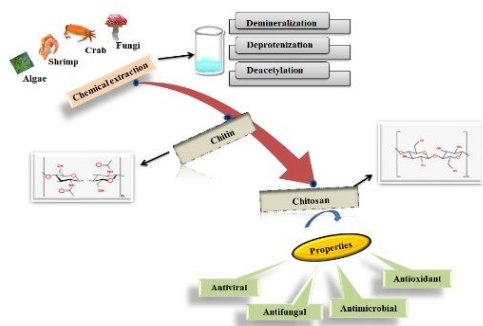 Fungi
Crab
Shrimp
Algae
Chemical extraction
Demineralization
Deprotenization
Deacetylation
Chitin
Chitosan
Properties
Antiviral
Antifungal
Antimicrobial
Antioxidant